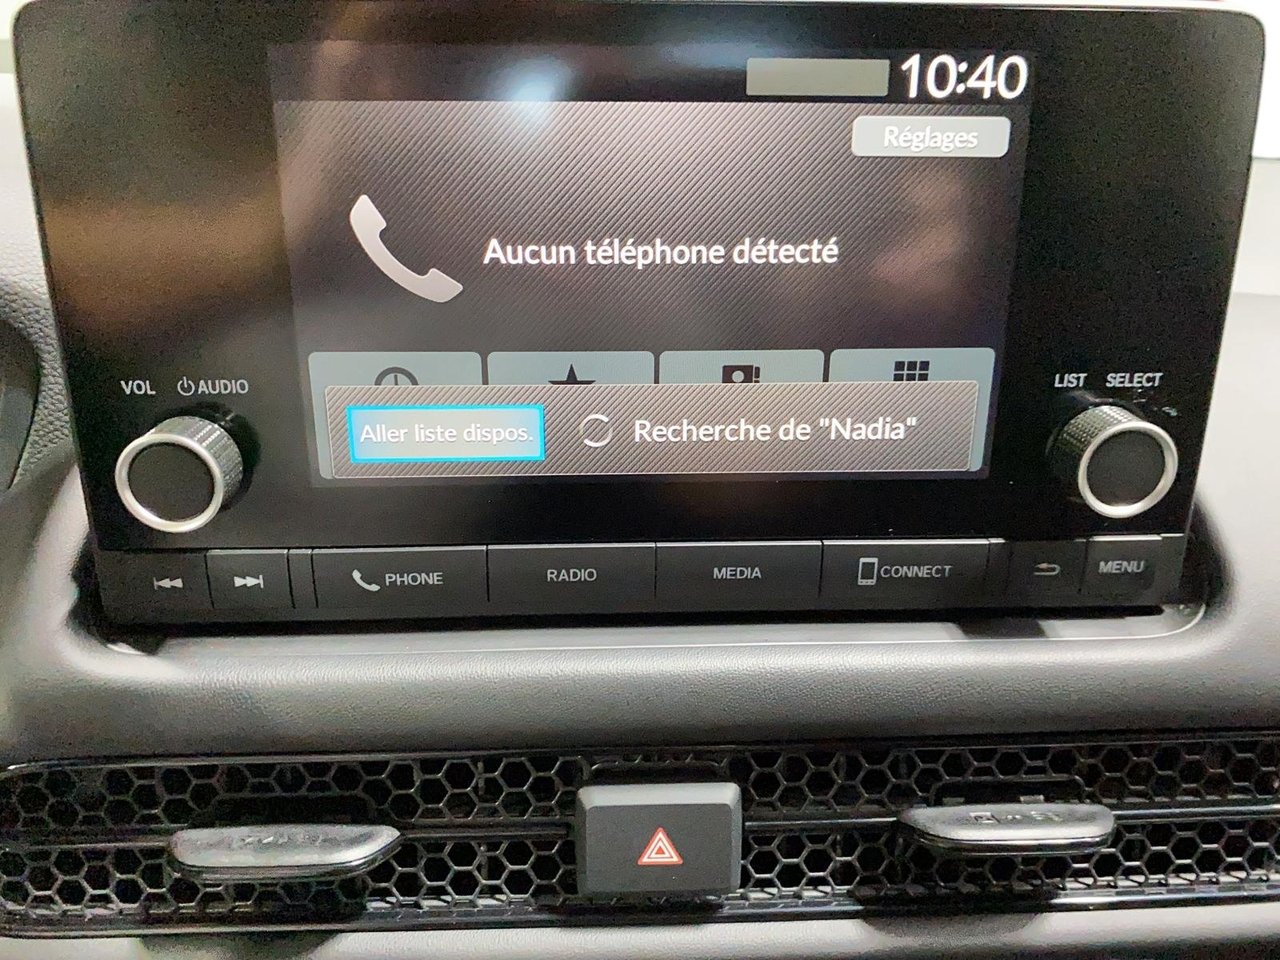 10:40
Réglages
Aucun téléphone détecté
VOL AUDIO
LIST SELECT
Aller liste dispos. Recherche de "Nadia"
PHONE RADIO MEDIA CONNECT MENU